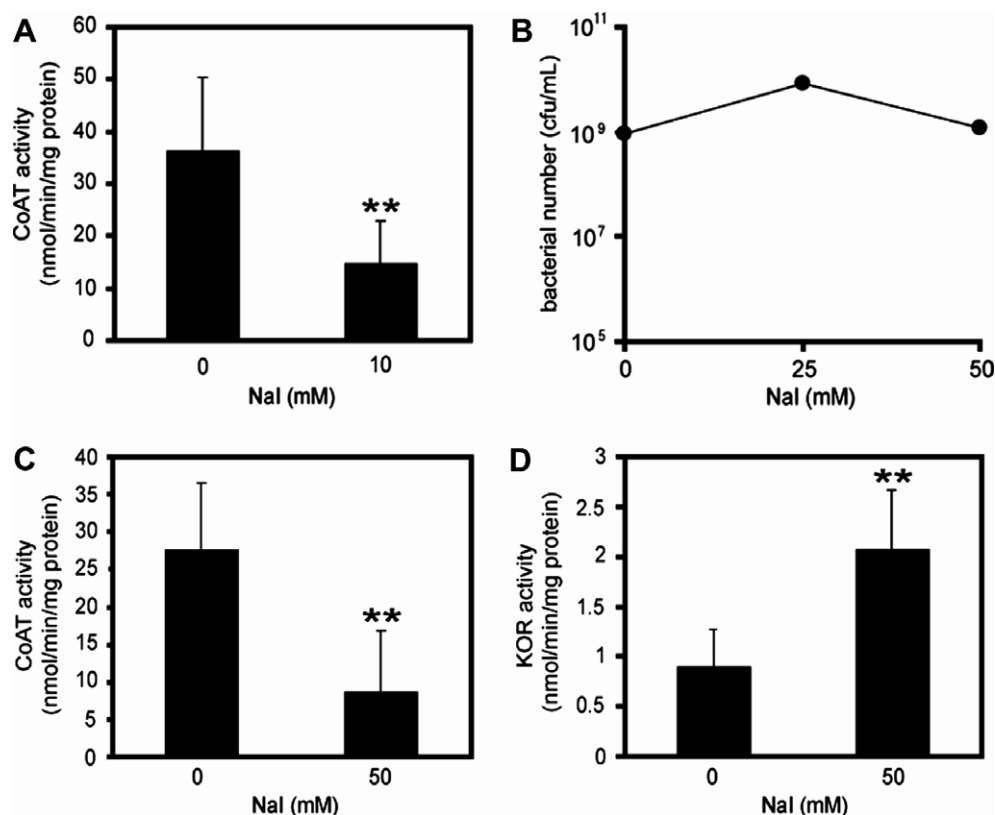 A
60
50
40
30
20
10
0
CoAT activity
(nmol/min/mg protein)
**
0 10
NaI (mM)
B
10¹¹
10⁹
10⁷
10⁵
bacterial number (cfu/mL)
0 25 50
NaI (mM)
C
40
35
30
25
20
15
10
5
0
CoAT activity
(nmol/min/mg protein)
**
0 50
NaI (mM)
D
3
2.5
2
1.5
1
0.5
0
KOR activity
(nmol/min/mg protein)
**
0 50
NaI (mM)